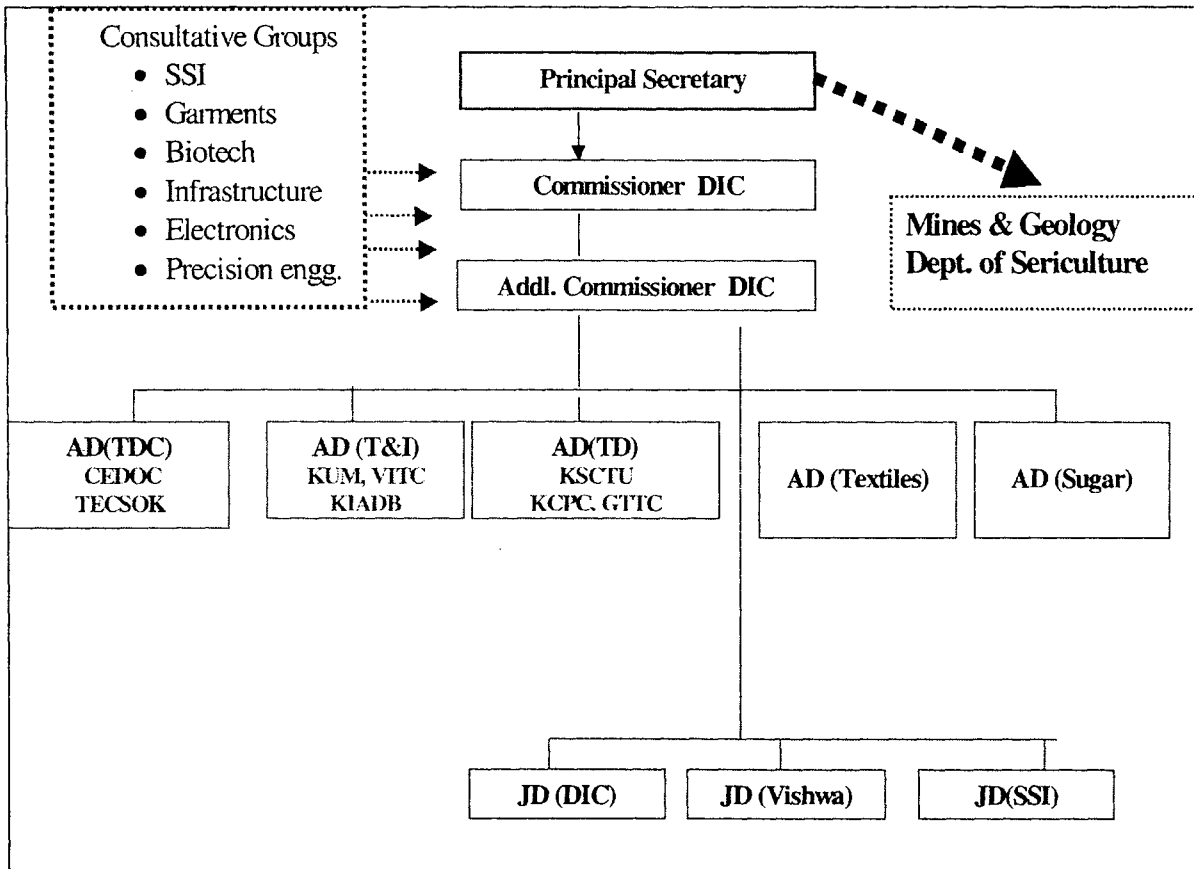 Consultative Groups
• SSI
• Garments
• Biotech
• Infrastructure
• Electronics
• Precision engg.
Principal Secretary
Commissioner DIC
Addl. Commissioner DIC
Mines & Geology
Dept. of Sericulture
AD(TDC)
CEDOC
TECSOK
AD (T&I)
KUM, VITC
KIADB
AD(TD)
KSCTU
KCPC, GTTC
AD (Textiles)
AD (Sugar)
JD (DIC)
JD (Vishwa)
JD(SSI)